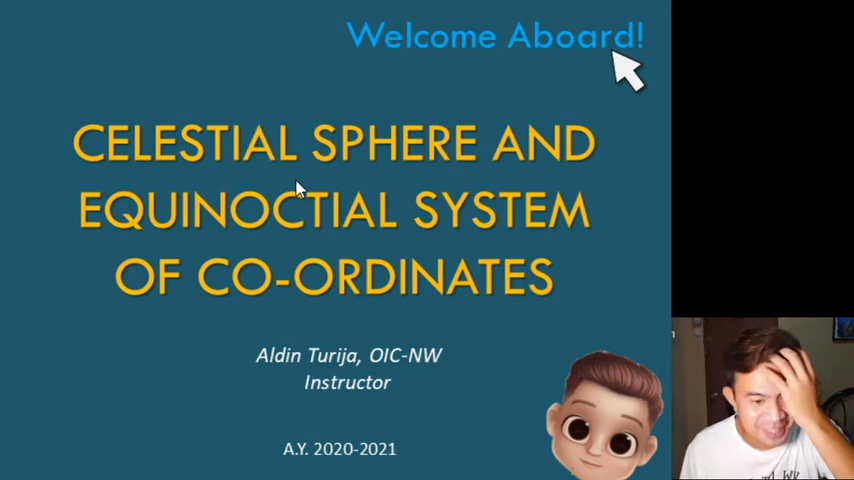 Welcome Aboard!
CELESTIAL SPHERE AND
EQUINOCTIAL SYSTEM
OF CO-ORDINATES
Aldin Turija, OIC-NW
Instructor
A.Y. 2020-2021